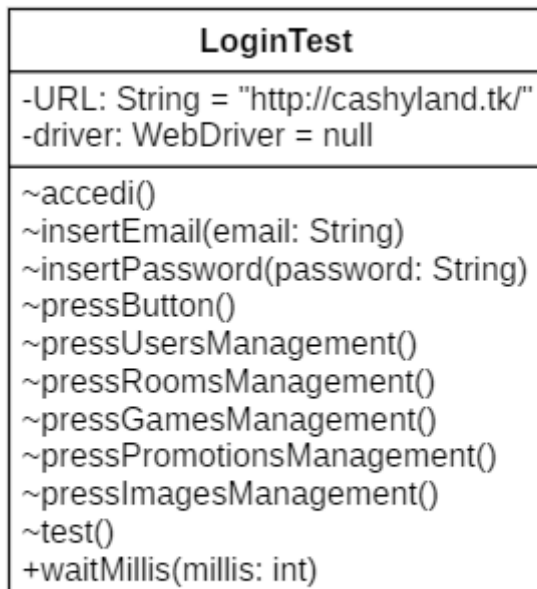 LoginTest
-URL: String = "http://cashyland.tk/"
-driver: WebDriver = null
~accedi()
~insertEmail(email: String)
~insertPassword(password: String)
~pressButton()
~pressUsersManagement()
~pressRoomsManagement()
~pressGamesManagement()
~pressPromotionsManagement()
~pressImagesManagement()
~test()
+waitMillis(millis: int)